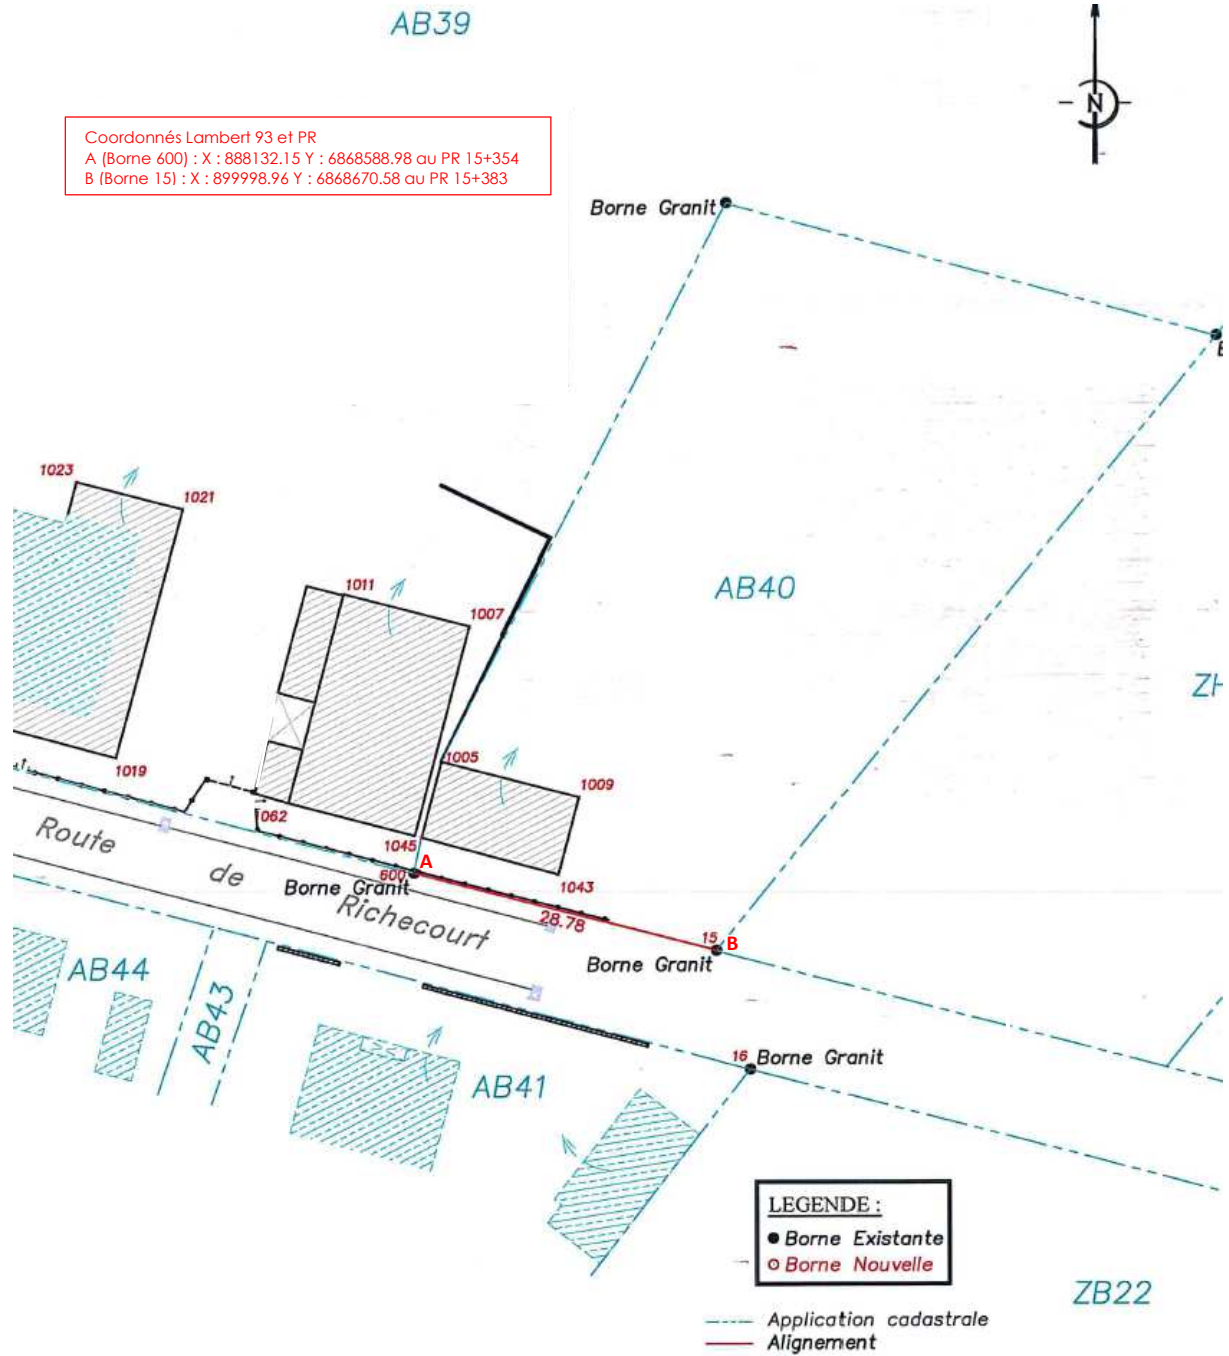 AB39
N
Coordonnés Lambert 93 et PR
A (Borne 600) : X : 888132.15 Y : 6868588.98 au PR 15+354
B (Borne 15) : X : 899998.96 Y : 6868670.58 au PR 15+383
Borne Granit
1023
1021
1011
1007
AB40
ZH
1005
1009
1019
1062
1045
A
600
Borne Granit
1043
28.78
15
B
Borne Granit
Route
de
Richecourt
AB44
AB43
AB41
16
Borne Granit
LEGENDE :
Borne Existante
Borne Nouvelle
ZB22
Application cadastrale
Alignement